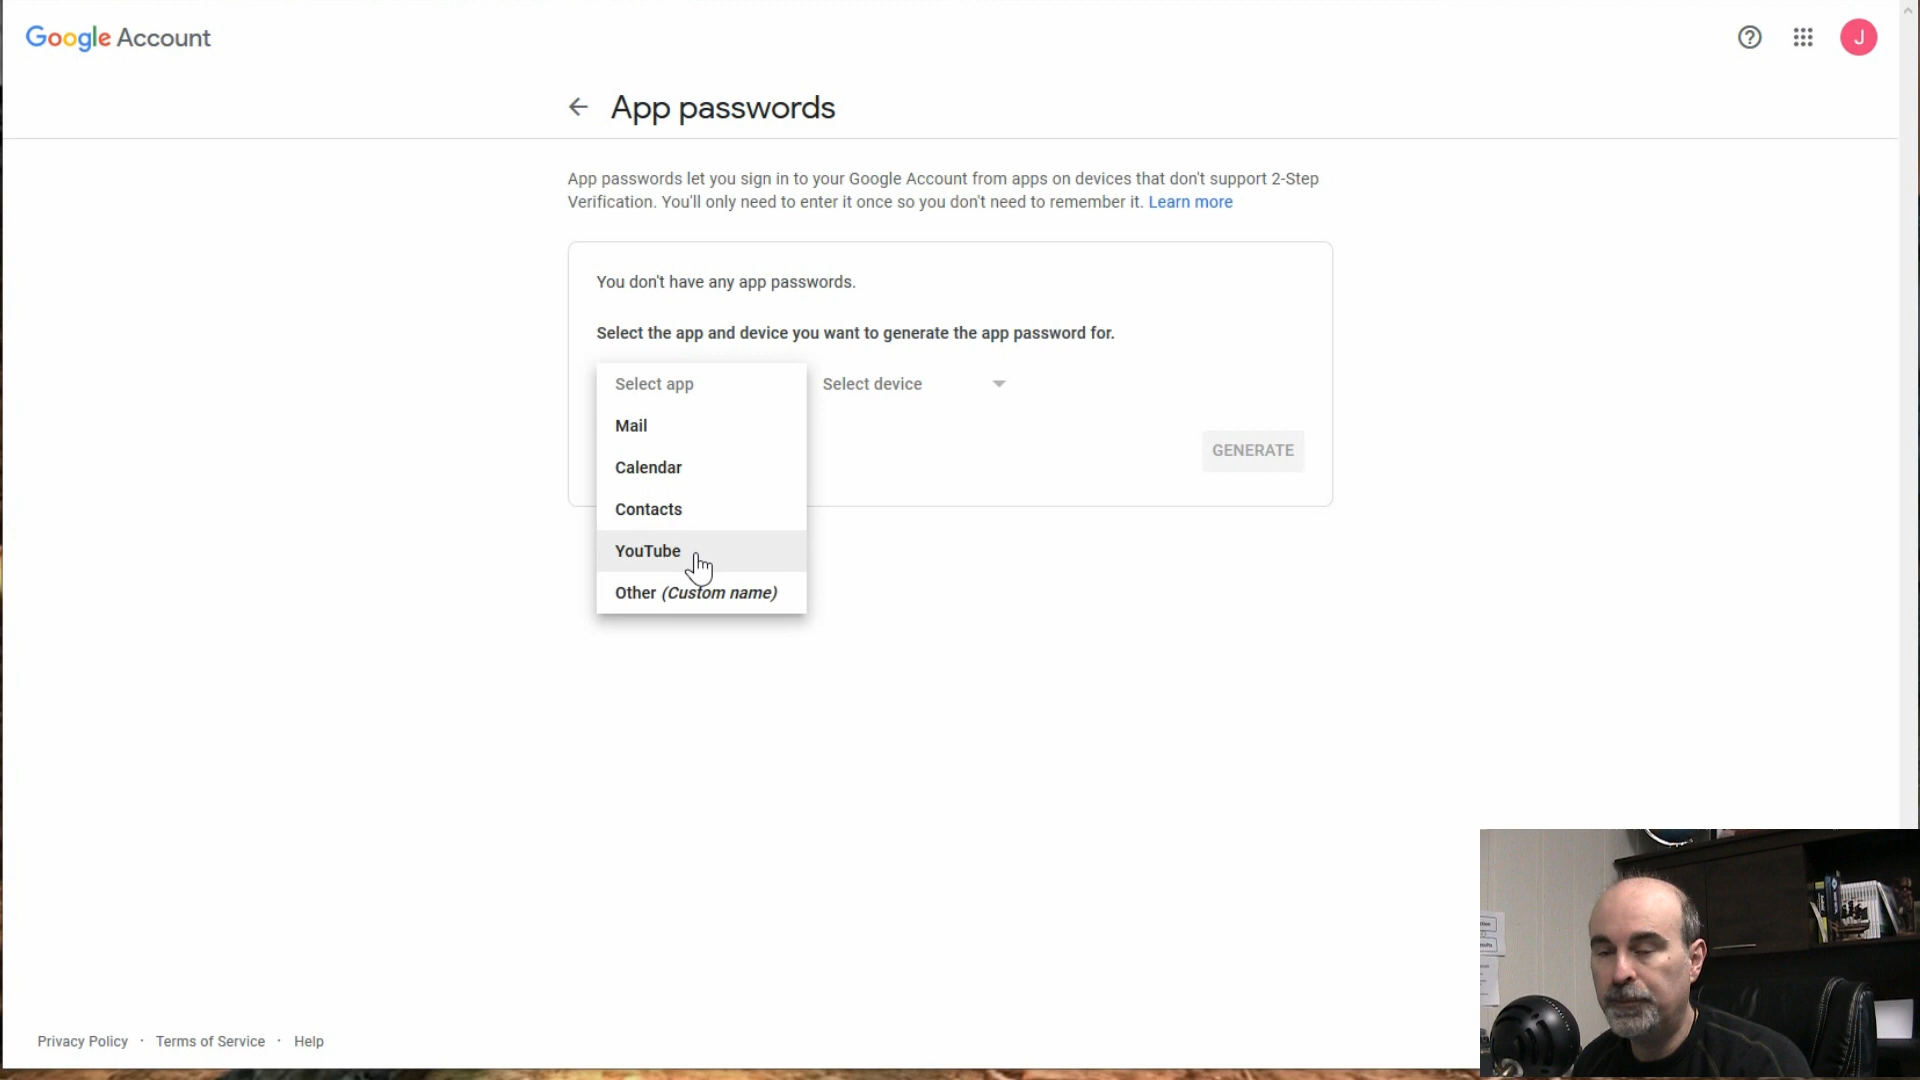 Google Account
J
App passwords
App passwords let you sign in to your Google Account from apps on devices that don't support 2-Step
Verification. You'll only need to enter it once so you don't need to remember it. Learn more
You don't have any app passwords.
Select the app and device you want to generate the app password for.
Select app
Select device
Mail
Calendar
GENERATE
Contacts
YouTube
Other (Custom name)
Privacy Policy · Terms of Service · Help